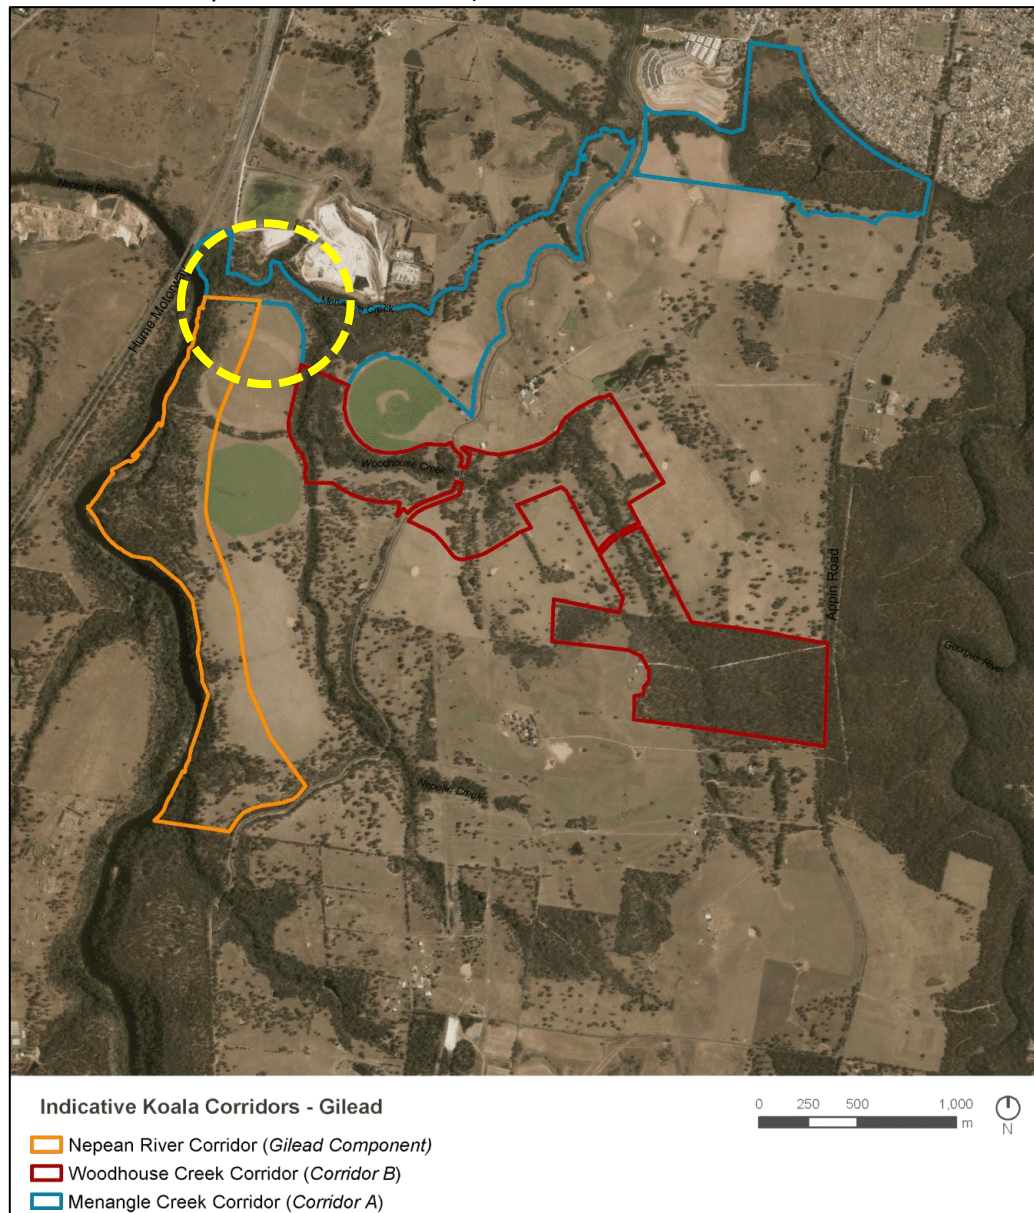 Nepean River
Hume Motorway
Creek
Woodhouse Creek
Appin Road
Georges River
Nepean Creek
Indicative Koala Corridors - Gilead
0 250 500 1,000
m
N
Nepean River Corridor (Gilead Component)
Woodhouse Creek Corridor (Corridor B)
Menangle Creek Corridor (Corridor A)